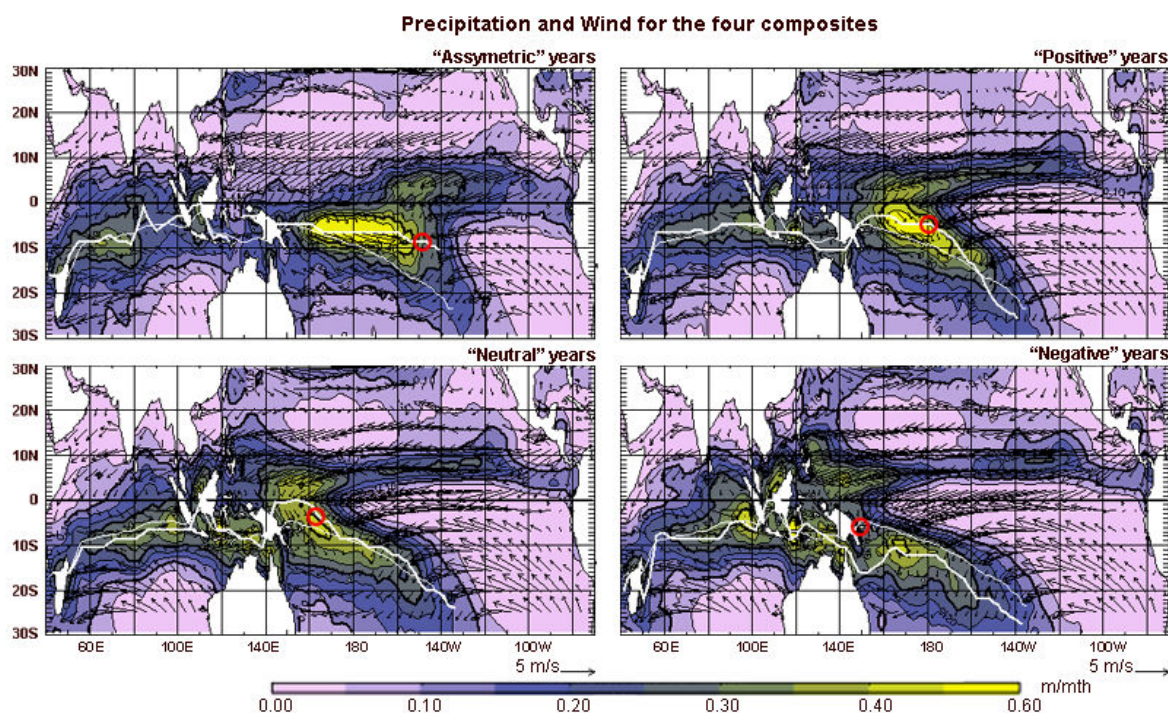 Precipitation and Wind for the four composites
“Assymetric” years “Positive” years
30N
20N
10N
0
10S
20S
30S
“Neutral” years “Negative” years
30N
20N
10N
0
10S
20S
30S
60E 100E 140E 180 140W 100W 60E 100E 140E 180 140W 100W
5 m/s 5 m/s
m/mth
0.00 0.10 0.20 0.30 0.40 0.60